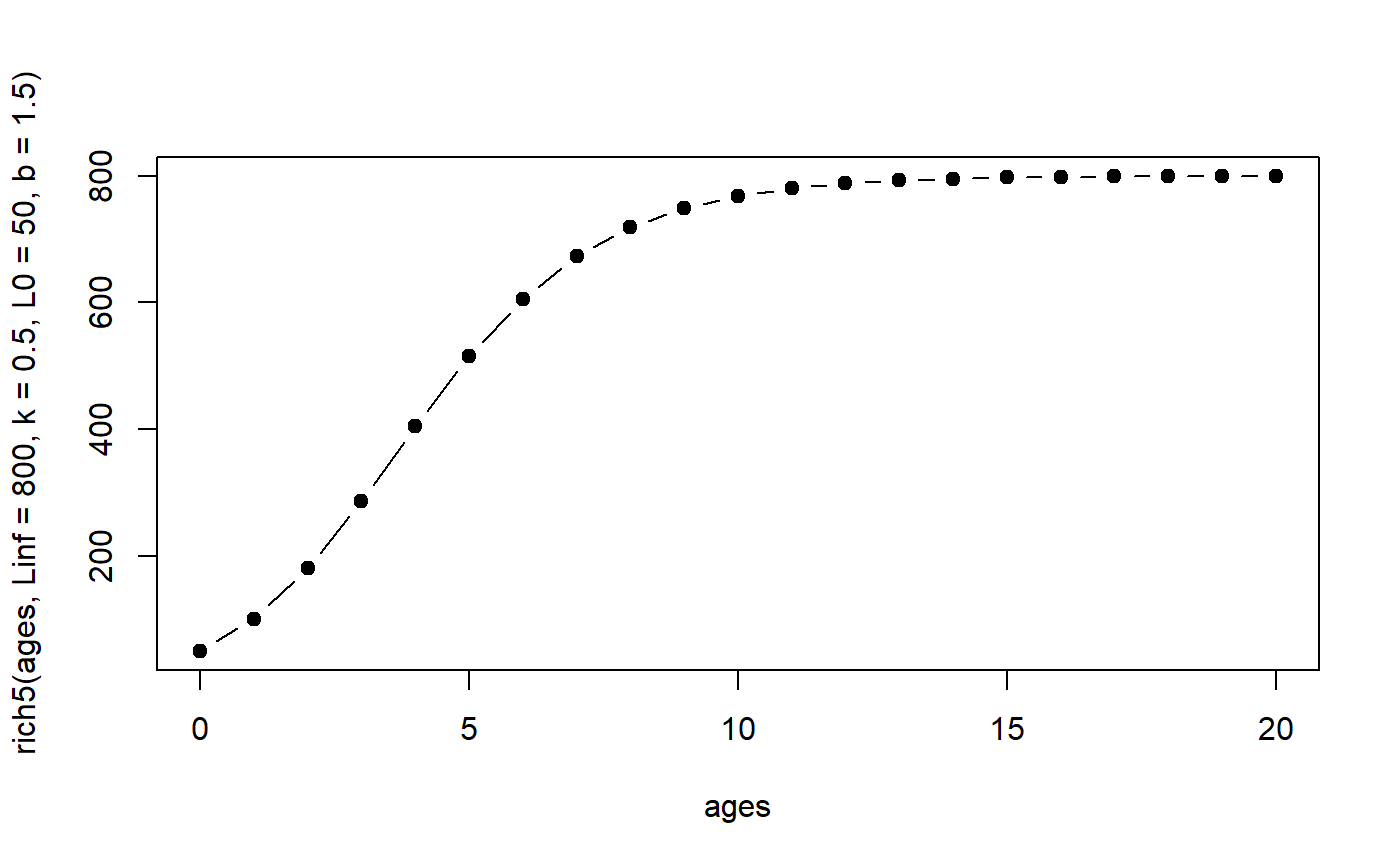 rich5(ages, Linf = 800, k = 0.5, L0 = 50, b = 1.5)
800
600
400
200
0 5 10 15 20
ages